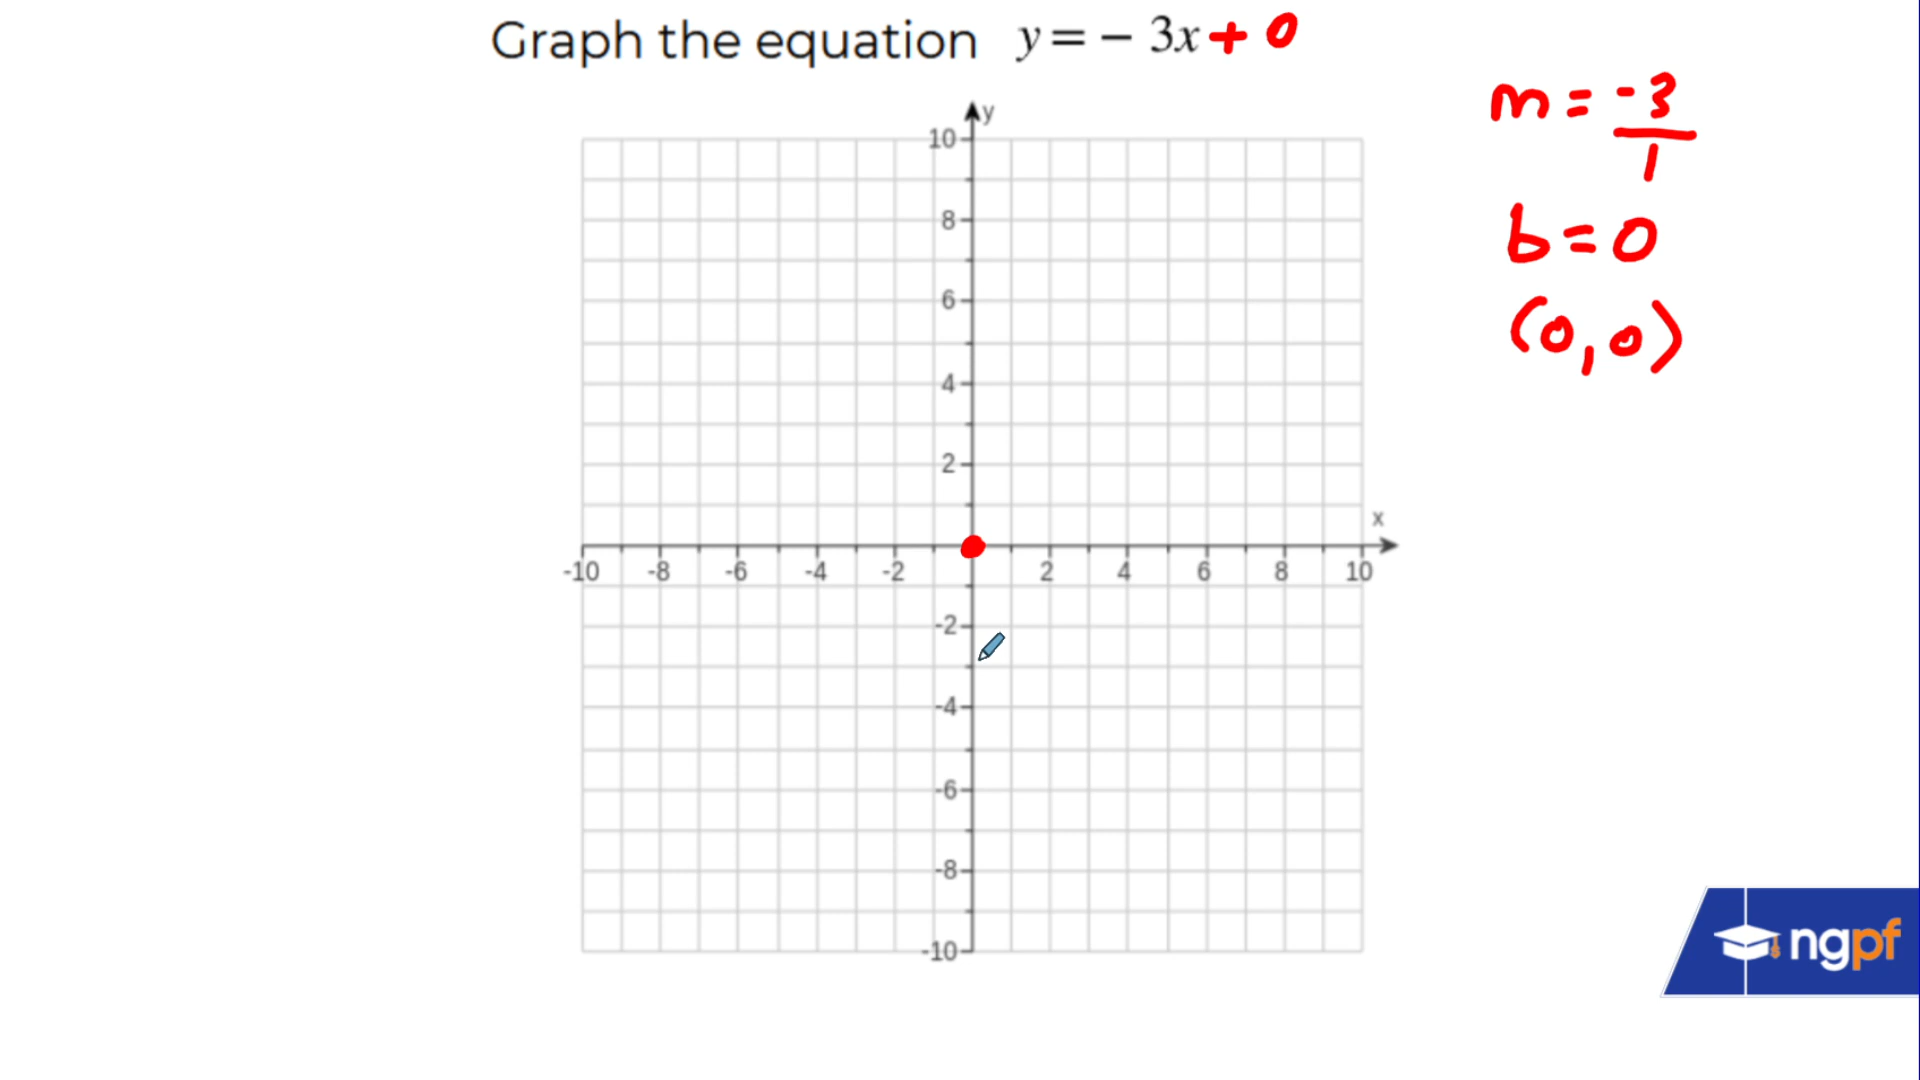 Graph the equation y = − 3x + 0
m = -3
1
b = 0
(0,0)
y
10
8
6
4
2
x
-10 -8 -6 -4 -2 2 4 6 8 10
-2
-4
-6
-8
-10
ngpf